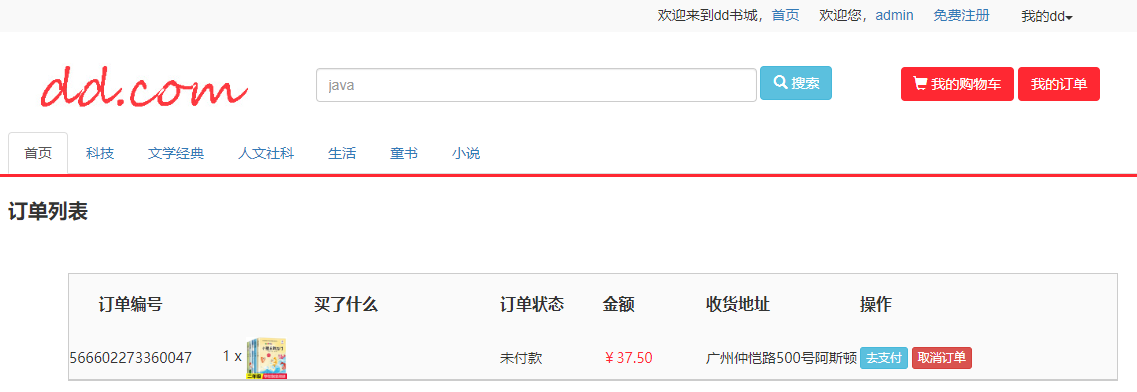 欢迎来到dd书城，首页 欢迎您，admin 免费注册 我的dd
dd.com
java 搜索 我的购物车 我的订单
首页 科技 文学经典 人文社科 生活 童书 小说
订单列表
订单编号 买了什么 订单状态 金额 收货地址 操作
566602273360047 1 x 未付款 ￥37.50 广州仲恺路500号阿斯顿 去支付 取消订单